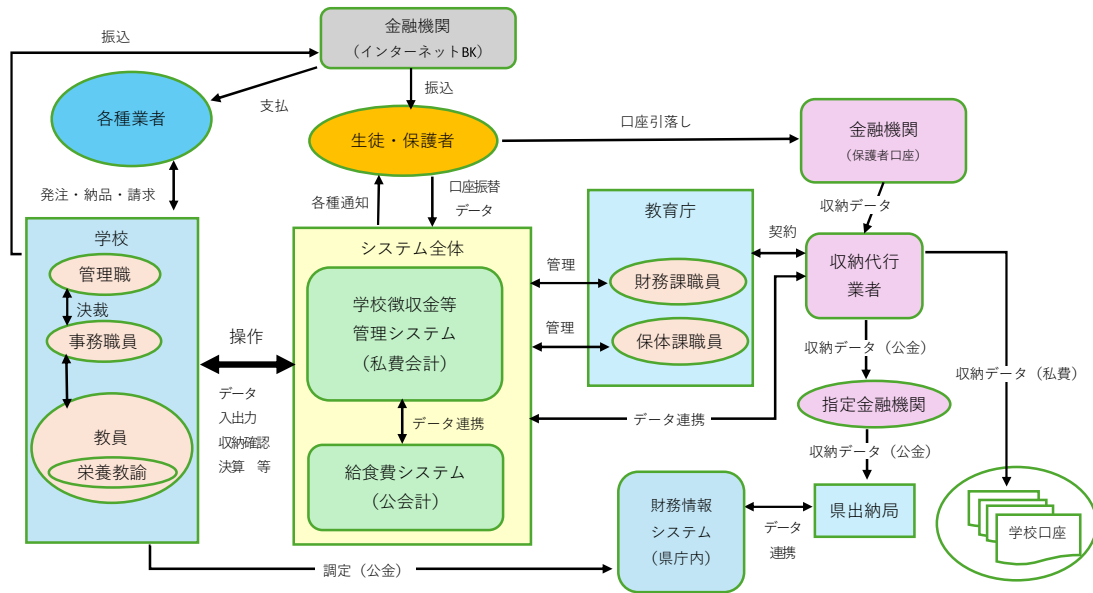 金融機関
（インターネットBK）
振込
支払
振込
各種業者
生徒・保護者
口座引落し
金融機関
（保護者口座）
発注・納品・請求
各種通知
口座振替
データ
収納データ
学校
管理職
決裁
事務職員
教員
栄養教諭
操作
データ
入出力
収納確認
決算　等
システム全体
学校徴収金等
管理システム
（私費会計）
データ連携
給食費システム
（公会計）
管理
管理
教育庁
財務課職員
保体課職員
契約
収納代行
業者
データ連携
収納データ（公金）
収納データ（私費）
指定金融機関
収納データ（公金）
財務情報
システム
（県庁内）
データ
連携
県出納局
学校口座
調定（公金）